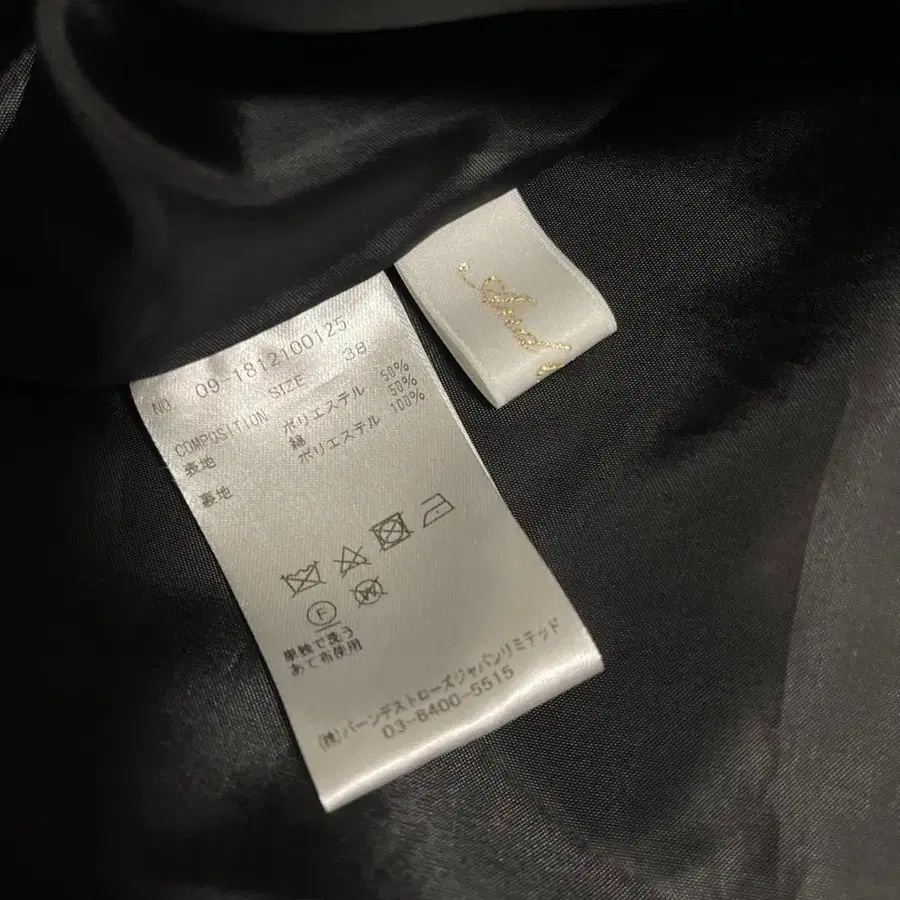 NO 09-1812100125
SIZE 38
COMPOSITION
表地 ポリエステル 50%
綿 50%
裏地 ポリエステル 100%
F
W
単独で洗う
あて布使用
(株)バーンデストローズジャパンリミテッド
03-6400-5515